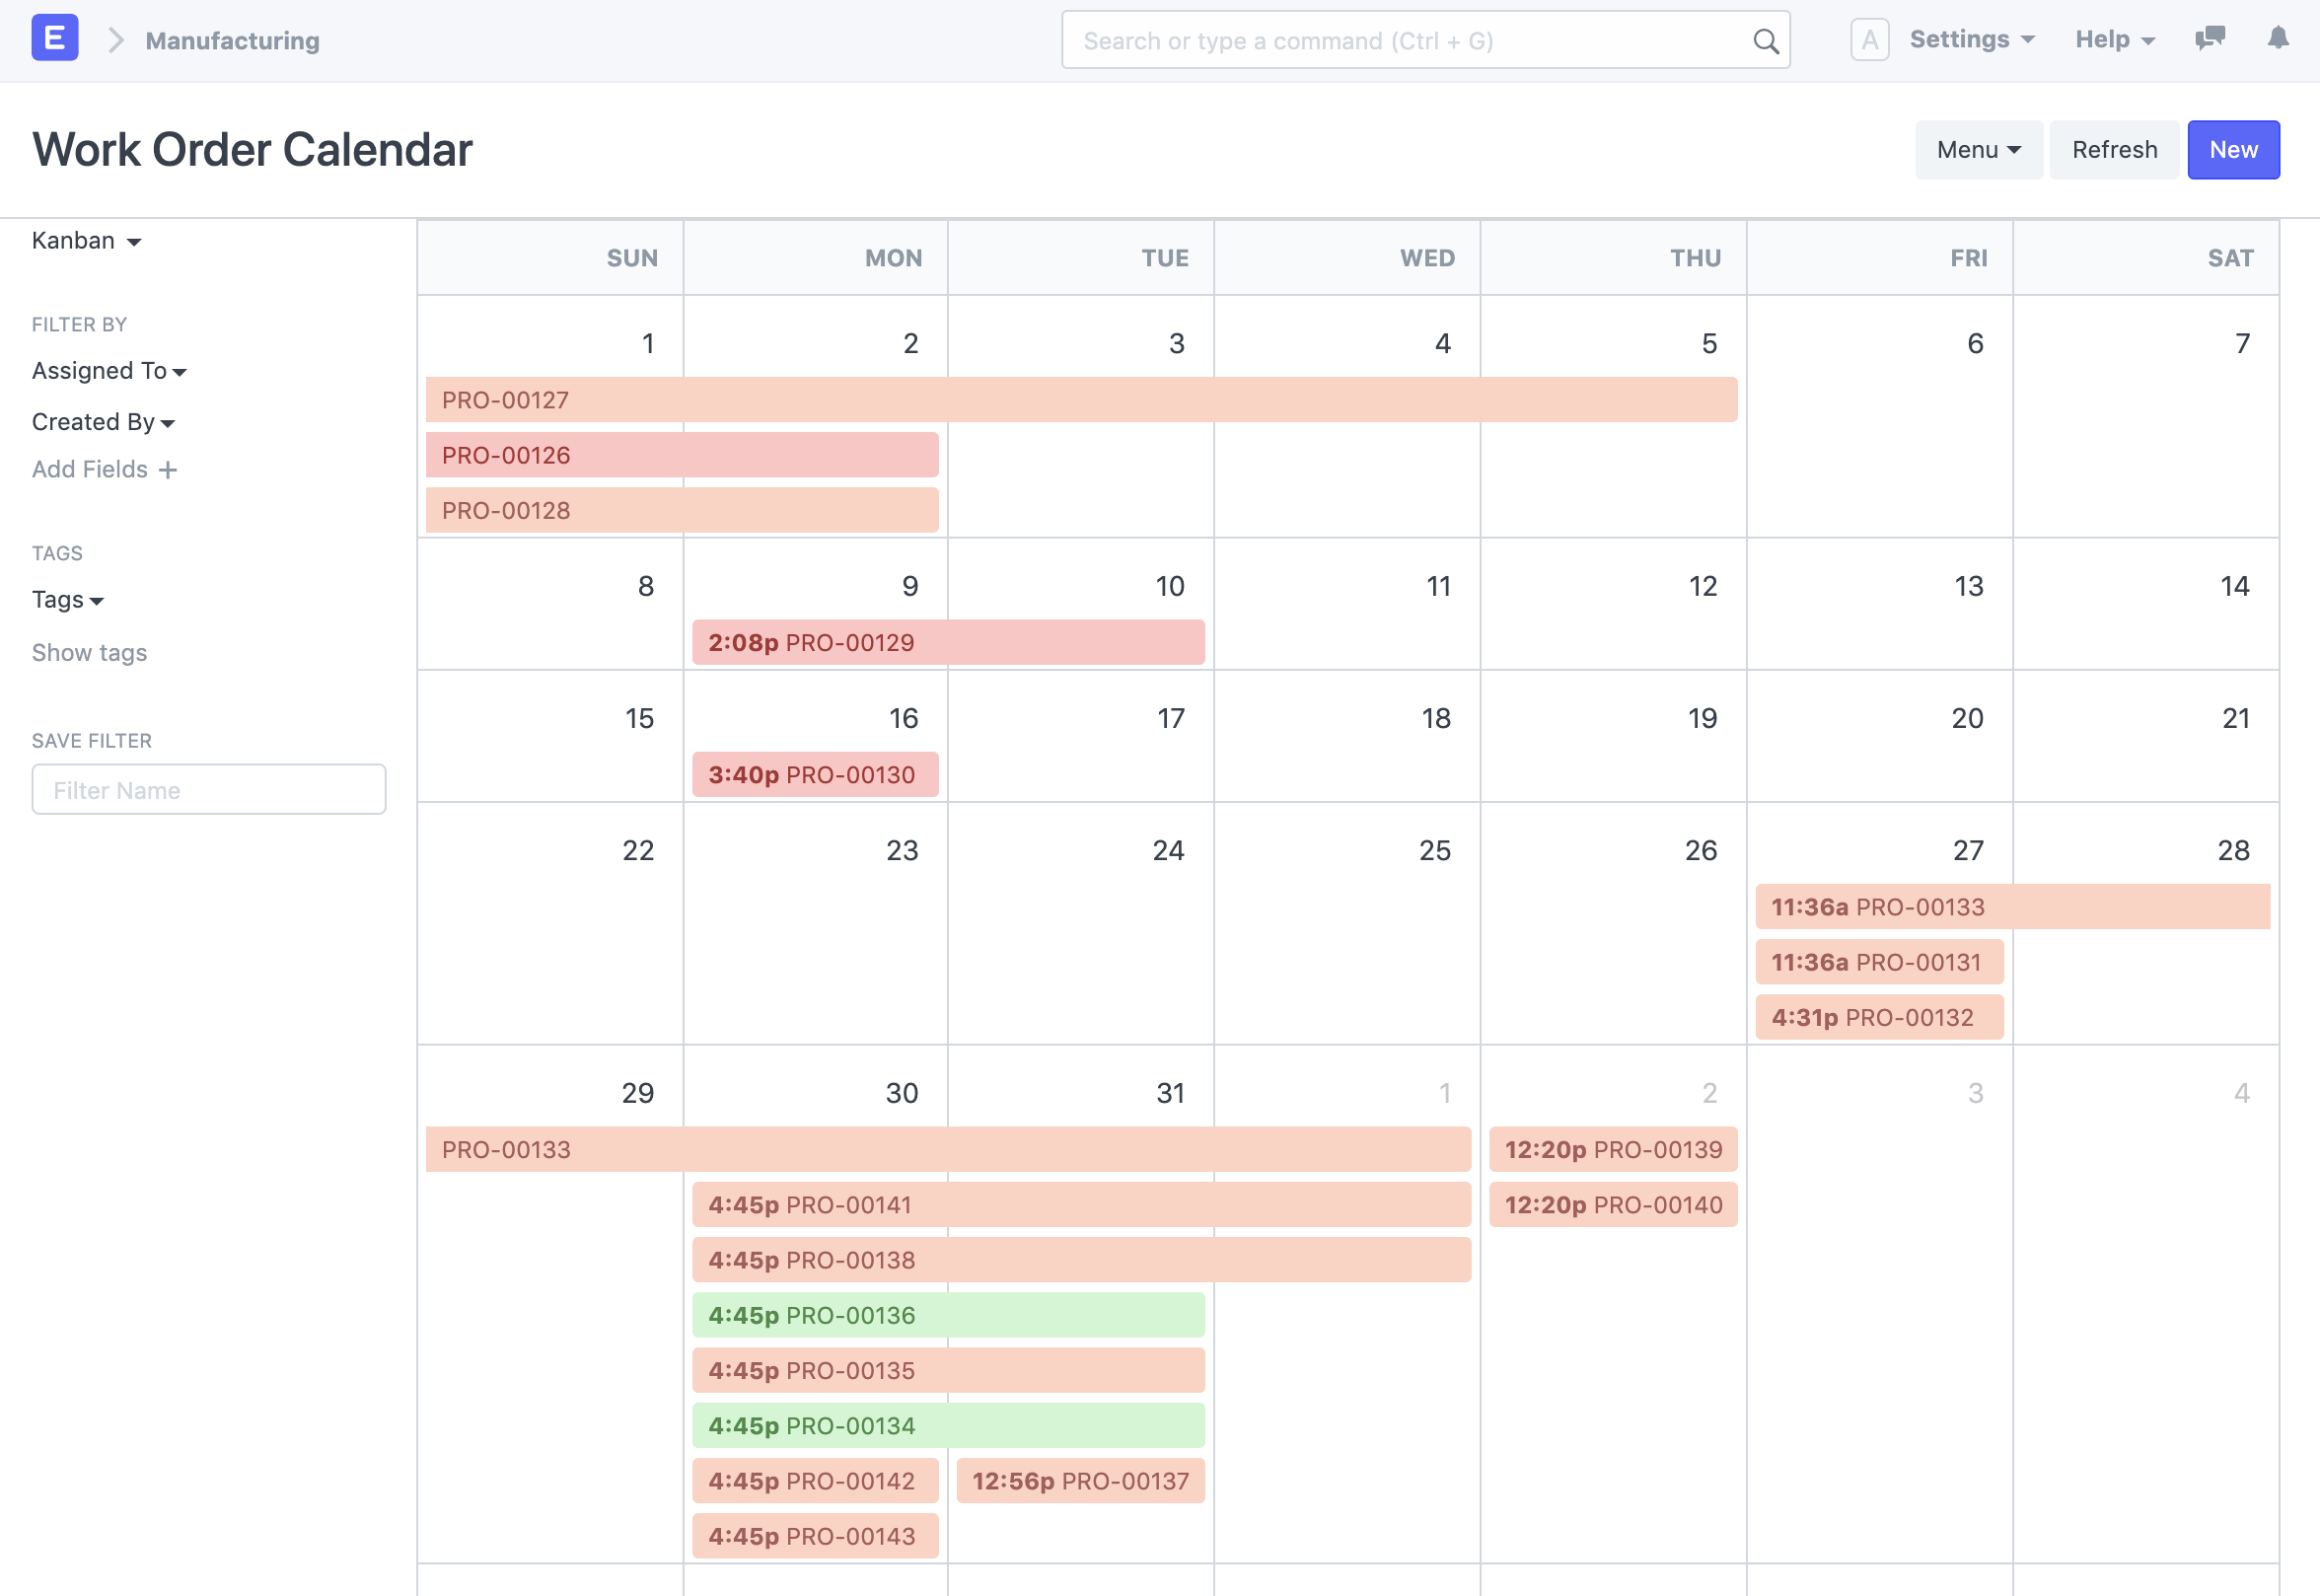 E Manufacturing Search or type a command (Ctrl + G) A Settings Help
Work Order Calendar Menu Refresh New
Kanban
FILTER BY
Assigned To
Created By
Add Fields +
TAGS
Tags
Show tags
SAVE FILTER
Filter Name
SUN MON TUE WED THU FRI SAT
1 2 3 4 5 6 7
PRO-00127
PRO-00126
PRO-00128
8 9 10 11 12 13 14
2:08p PRO-00129
15 16 17 18 19 20 21
3:40p PRO-00130
22 23 24 25 26 27 28
11:36a PRO-00133
11:36a PRO-00131
4:31p PRO-00132
29 30 31 1 2 3 4
PRO-00133 12:20p PRO-00139
4:45p PRO-00141 12:20p PRO-00140
4:45p PRO-00138
4:45p PRO-00136
4:45p PRO-00135
4:45p PRO-00134
4:45p PRO-00142 12:56p PRO-00137
4:45p PRO-00143